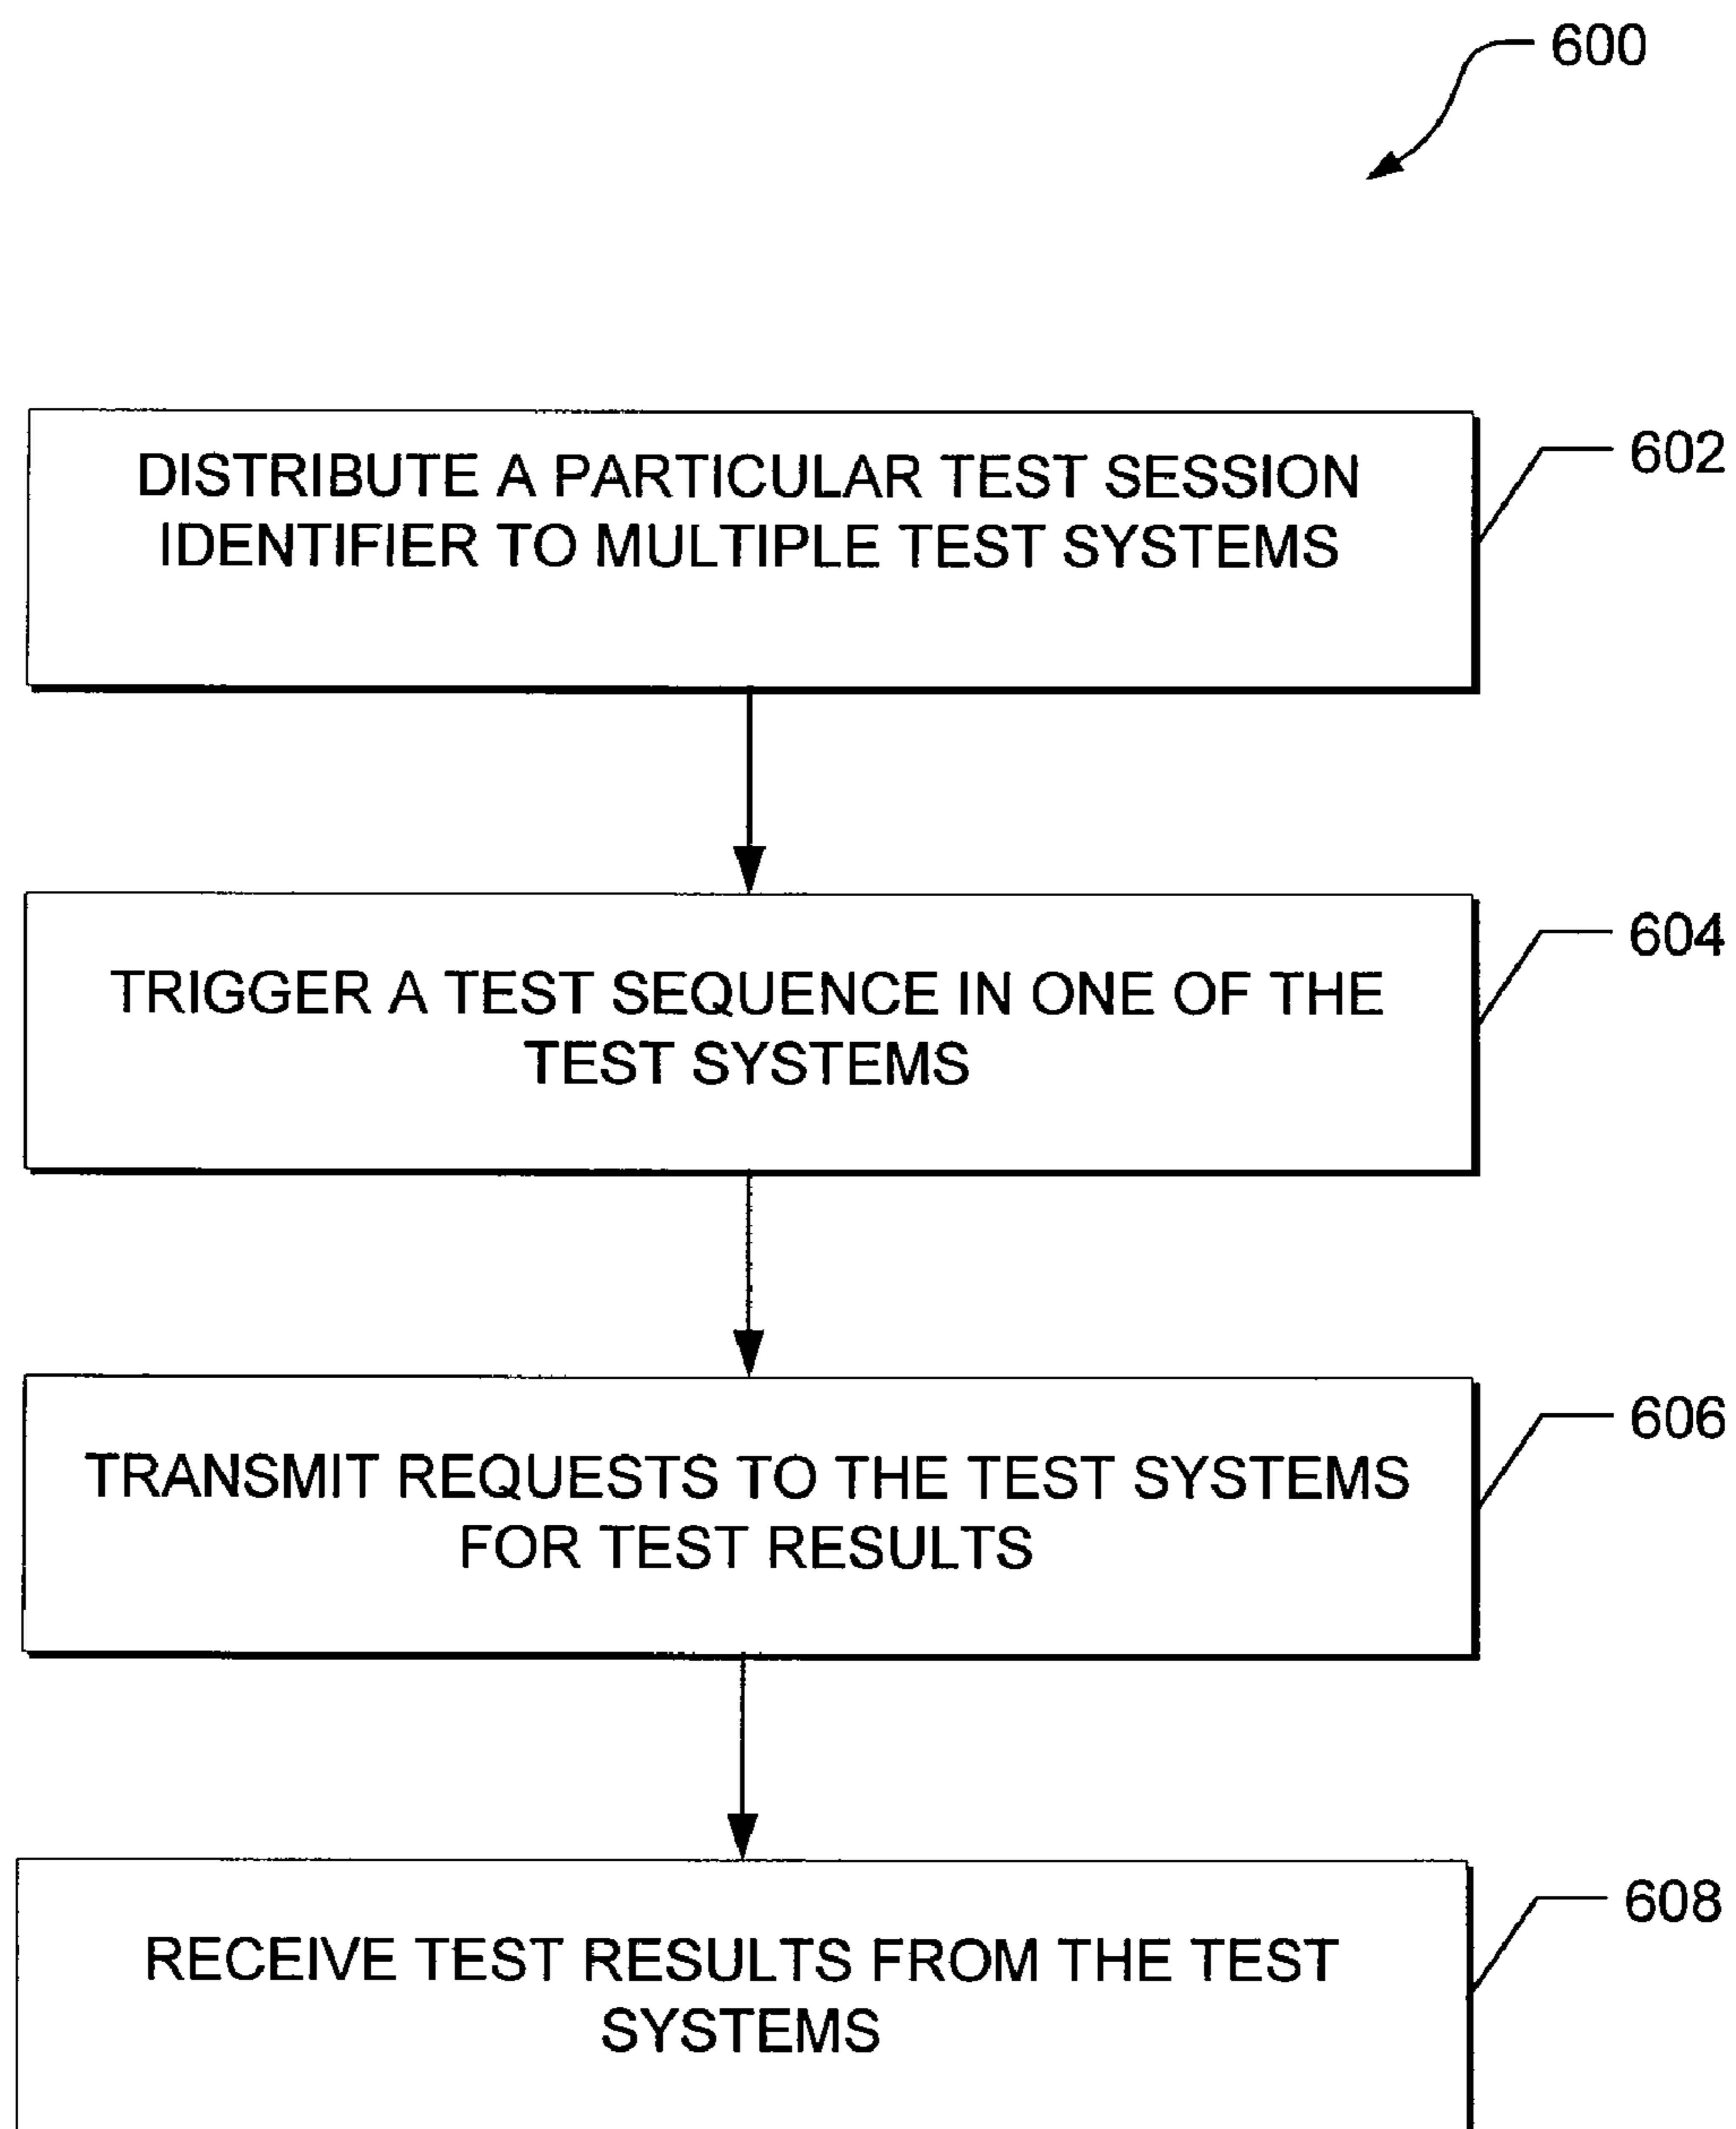 600
DISTRIBUTE A PARTICULAR TEST SESSION
IDENTIFIER TO MULTIPLE TEST SYSTEMS
602
TRIGGER A TEST SEQUENCE IN ONE OF THE
TEST SYSTEMS
604
TRANSMIT REQUESTS TO THE TEST SYSTEMS
FOR TEST RESULTS
606
RECEIVE TEST RESULTS FROM THE TEST
SYSTEMS
608